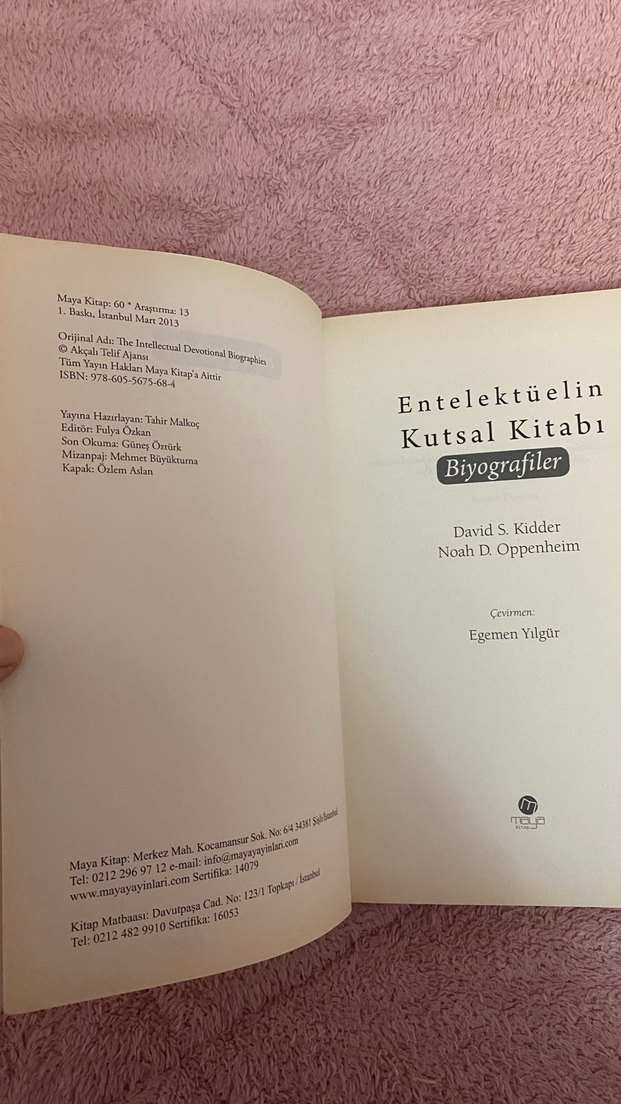 Maya Kitap: 60 * Araştırma: 13
1. Baskı, İstanbul Mart 2013
Orijinal Adı: The Intellectual Devotional Biographies
© Akçalı Telif Ajansı
Tüm Yayın Hakları Maya Kitap'a Aittir
ISBN: 978-605-5675-68-4
Yayına Hazırlayan: Tahir Malkoç
Editör: Fulya Özkan
Son Okuma: Güneş Öztürk
Mizanpaj: Mehmet Büyükturna
Kapak: Özlem Aslan
Maya Kitap: Merkez Mah. Kocamansur Sok. No: 6/4 34381 Şişli/İstanbul
Tel: 0212 296 97 12 e-mail: info@mayayayinlari.com
www.mayayayinlari.com Sertifika: 14079
Kitap Matbaası: Davutpaşa Cad. No: 123/1 Topkapı / İstanbul
Tel: 0212 482 9910 Sertifika: 16053
Entelektüelin
Kutsal Kitabı
Biyografiler
David S. Kidder
Noah D. Oppenheim
Çevirmen:
Egemen Yılgür
maya
kitap